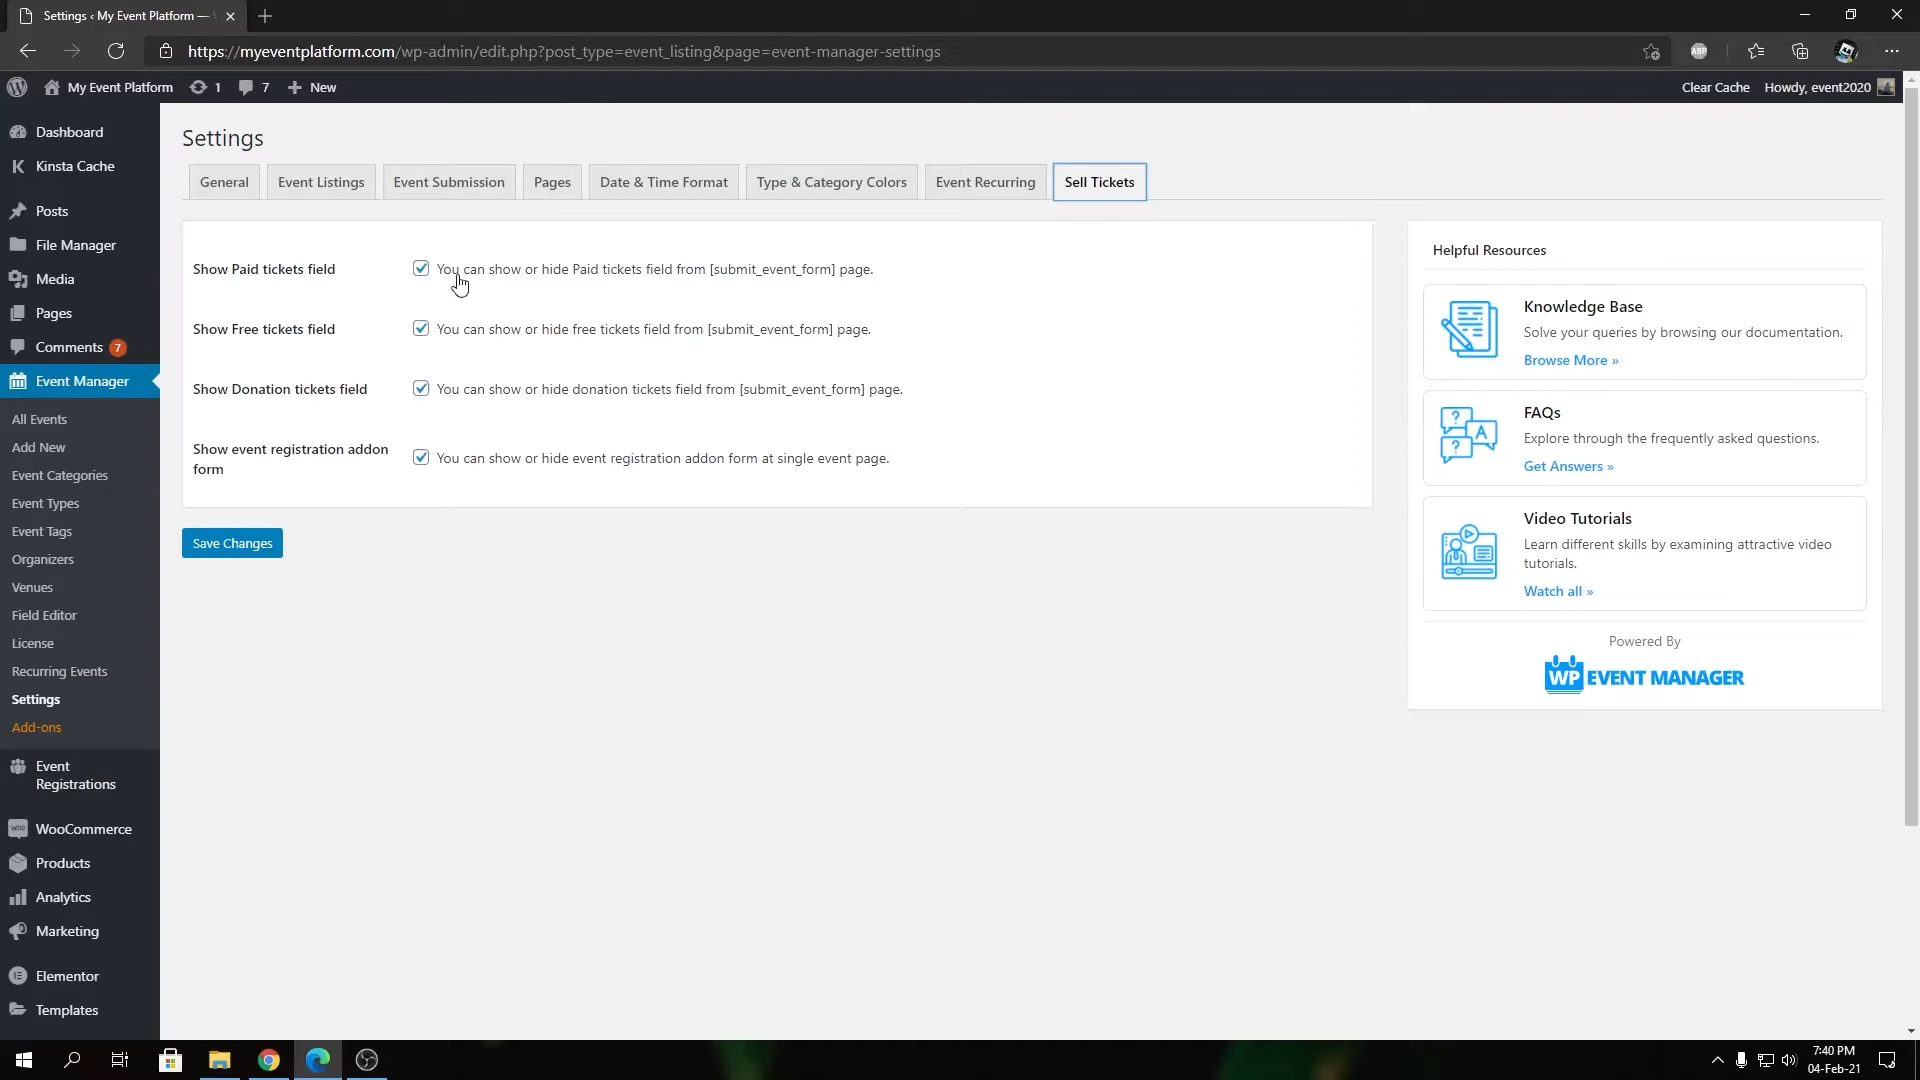 Settings ‹ My Event Platform —
https://myeventplatform.com/wp-admin/edit.php?post_type=event_listing&page=event-manager-settings
ABP
My Event Platform 1 7 New
Clear Cache Howdy, event2020
Dashboard
Kinsta Cache
Posts
File Manager
Media
Pages
Comments 7
Event Manager
All Events
Add New
Event Categories
Event Types
Event Tags
Organizers
Venues
Field Editor
License
Recurring Events
Settings
Add-ons
Event
Registrations
WooCommerce
Products
Analytics
Marketing
Elementor
Templates
Settings
General Event Listings Event Submission Pages Date & Time Format Type & Category Colors Event Recurring Sell Tickets
Show Paid tickets field You can show or hide Paid tickets field from [submit_event_form] page.
Show Free tickets field You can show or hide free tickets field from [submit_event_form] page.
Show Donation tickets field You can show or hide donation tickets field from [submit_event_form] page.
Show event registration addon
form
You can show or hide event registration addon form at single event page.
Save Changes
Helpful Resources
Knowledge Base
Solve your queries by browsing our documentation.
Browse More »
FAQs
Explore through the frequently asked questions.
Get Answers »
Video Tutorials
Learn different skills by examining attractive video
tutorials.
Watch all »
Powered By
WP EVENT MANAGER
7:40 PM
04-Feb-21